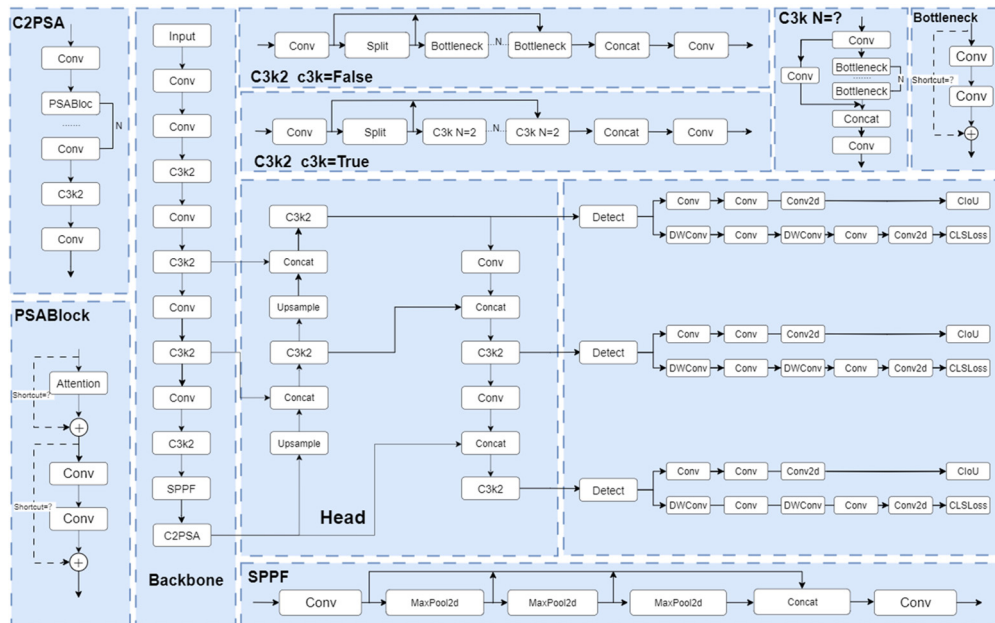 C2PSA
Conv
PSABloc
........
N
Conv
C3k2
Conv
PSABlock
Shortcut=?
Attention
+
Conv
Shortcut=?
Conv
+
Input
Conv
Conv
C3k2
Conv
C3k2
Conv
C3k2
Conv
C3k2
SPPF
C2PSA
Backbone
Conv
Split
Bottleneck
N
Bottleneck
Concat
Conv
C3k2 c3k=False
Conv
Split
C3k N=2
N
C3k N=2
Concat
Conv
C3k2 c3k=True
C3k N=?
Conv
Conv
Bottleneck
........
N
Bottleneck
Concat
Conv
Bottleneck
Conv
Shortcut=?
Conv
+
C3k2
Concat
Upsample
C3k2
Concat
Upsample
Conv
Concat
C3k2
Conv
Concat
C3k2
Head
Detect
Conv
Conv
Conv2d
CIoU
DWConv
Conv
DWConv
Conv
Conv2d
CLSLoss
Detect
Conv
Conv
Conv2d
CIoU
DWConv
Conv
DWConv
Conv
Conv2d
CLSLoss
Detect
Conv
Conv
Conv2d
CIoU
DWConv
Conv
DWConv
Conv
Conv2d
CLSLoss
SPPF
Conv
MaxPool2d
MaxPool2d
MaxPool2d
Concat
Conv